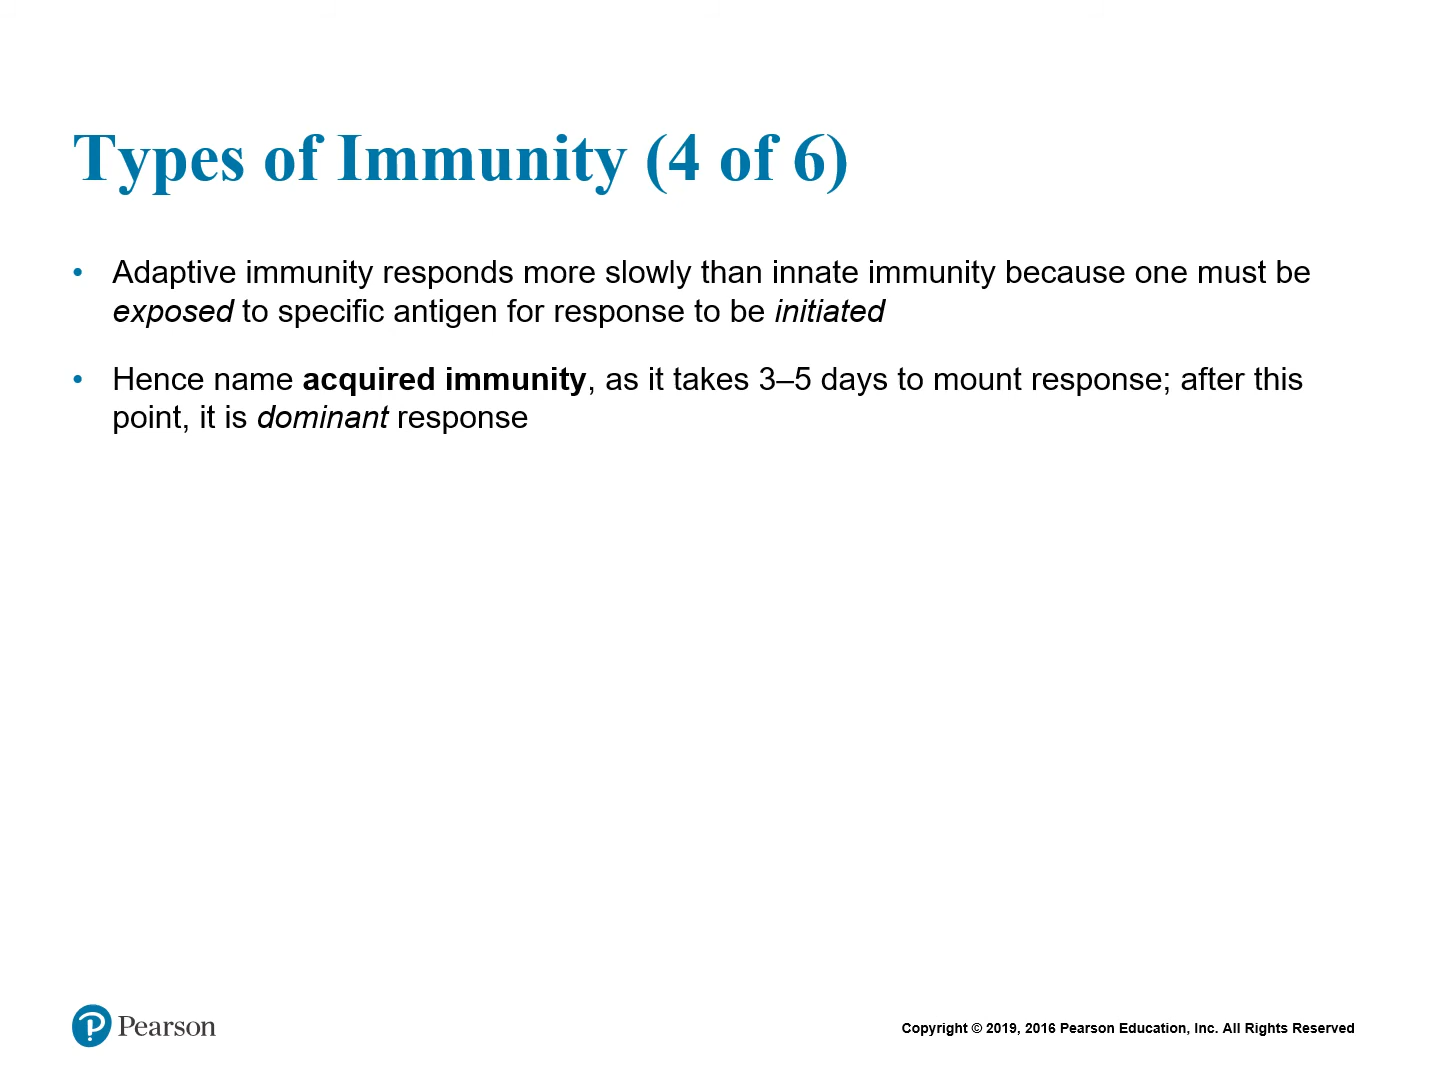 Types of Immunity (4 of 6)
• Adaptive immunity responds more slowly than innate immunity because one must be
exposed to specific antigen for response to be initiated
• Hence name acquired immunity, as it takes 3–5 days to mount response; after this
point, it is dominant response
Pearson
Copyright © 2019, 2016 Pearson Education, Inc. All Rights Reserved